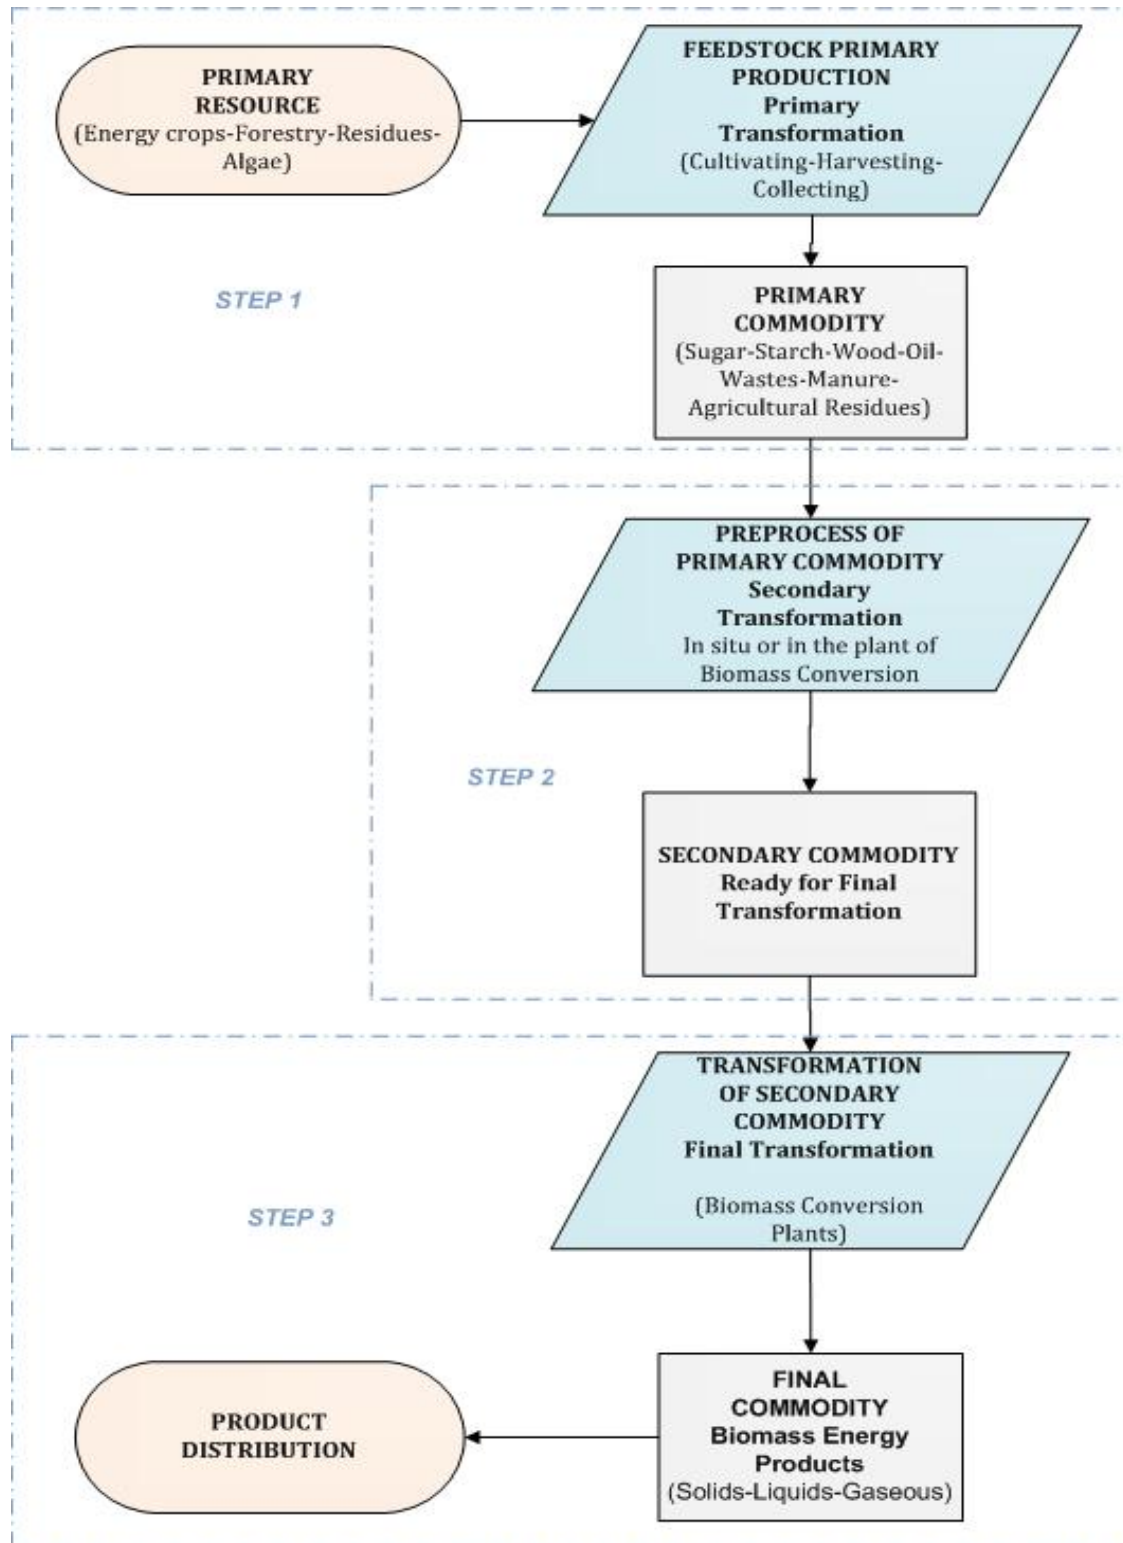 PRIMARY
RESOURCE
(Energy crops-Forestry-Residues-
Algae)
FEEDSTOCK PRIMARY
PRODUCTION
Primary
Transformation
(Cultivating-Harvesting-
Collecting)
STEP 1
PRIMARY
COMMODITY
(Sugar-Starch-Wood-Oil-
Wastes-Manure-
Agricultural Residues)
PREPROCESS OF
PRIMARY COMMODITY
Secondary
Transformation
In situ or in the plant of
Biomass Conversion
STEP 2
SECONDARY COMMODITY
Ready for Final
Transformation
TRANSFORMATION
OF SECONDARY
COMMODITY
Final Transformation
(Biomass Conversion
Plants)
STEP 3
FINAL
COMMODITY
Biomass Energy
Products
(Solids-Liquids-Gaseous)
PRODUCT
DISTRIBUTION